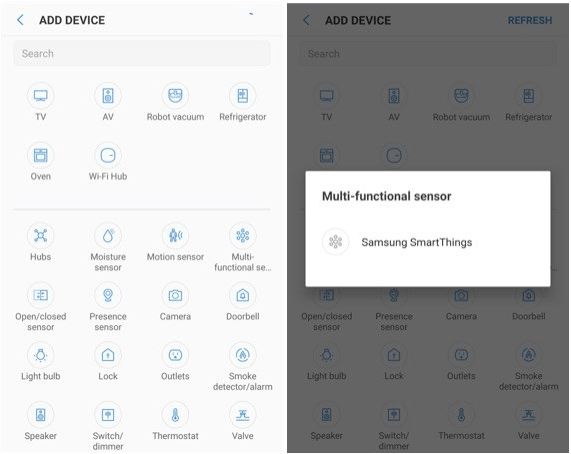 ADD DEVICE
Search
TV AV Robot vacuum Refrigerator
Oven Wi-Fi Hub
Hubs Moisture Motion sensor Multi-
sensor functional se...
Open/closed Presence Camera Doorbell
sensor sensor
Light bulb Lock Outlets Smoke
detector/alarm
Speaker Switch/ Thermostat Valve
dimmer
ADD DEVICE REFRESH
Search
TV AV Robot vacuum Refrigerator
Multi-functional sensor
Samsung SmartThings
Open/closed Presence Camera Doorbell
sensor sensor
Light bulb Lock Outlets Smoke
detector/alarm
Speaker Switch/ Thermostat Valve
dimmer